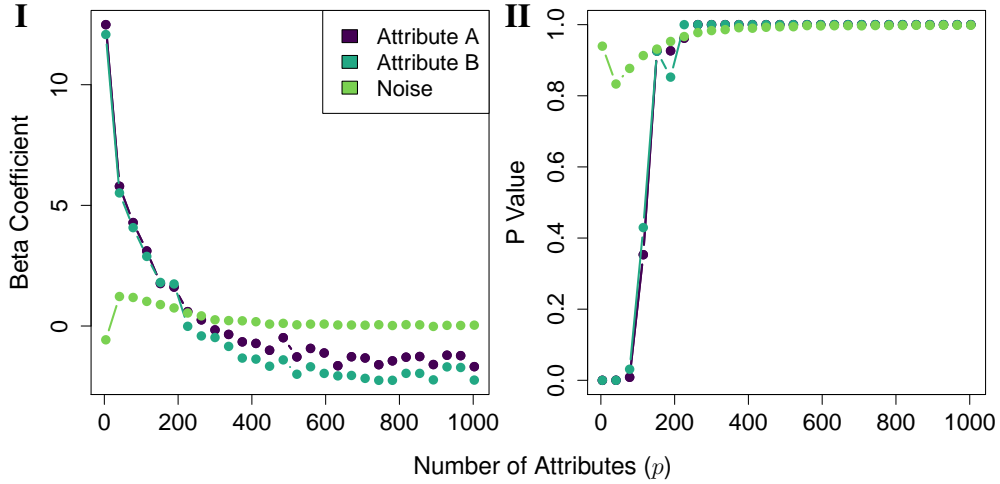 I
Attribute A
Attribute B
Noise
Beta Coefficient
0
5
10
0 200 400 600 800 1000
II
P Value
0.0
0.2
0.4
0.6
0.8
1.0
0 200 400 600 800 1000
Number of Attributes (p)